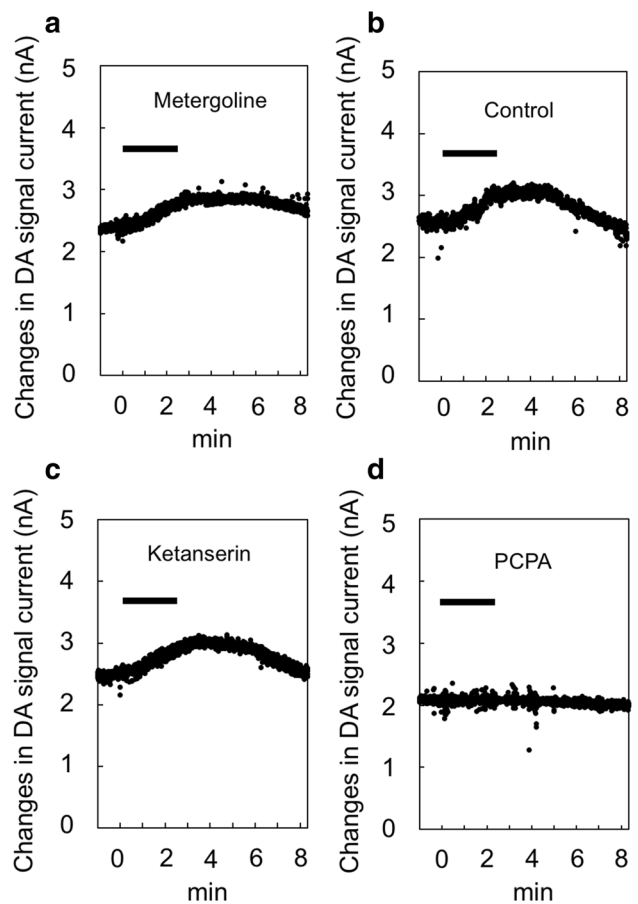 a
Changes in DA signal current (nA)
5
4
3
2
1
0
Metergoline
0 2 4 6 8
min
b
Changes in DA signal current (nA)
5
4
3
2
1
0
Control
0 2 4 6 8
min
c
Changes in DA signal current (nA)
5
4
3
2
1
0
Ketanserin
0 2 4 6 8
min
d
Changes in DA signal current (nA)
5
4
3
2
1
0
PCPA
0 2 4 6 8
min